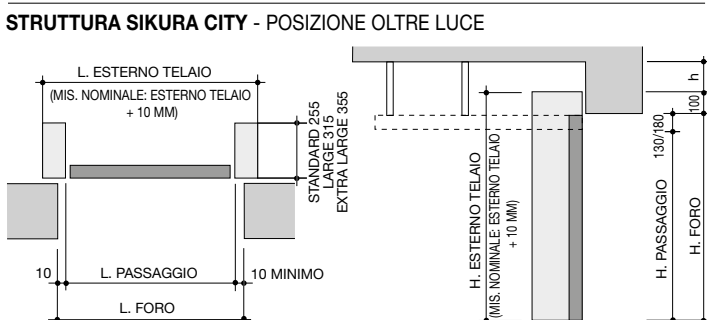 STRUTTURA SIKURA CITY - POSIZIONE OLTRE LUCE
L. ESTERNO TELAIO
(MIS. NOMINALE: ESTERNO TELAIO
+ 10 MM)
STANDARD 255
LARGE 315
EXTRA LARGE 355
10
L. PASSAGGIO
10 MINIMO
L. FORO
H. ESTERNO TELAIO
(MIS. NOMINALE: ESTERNO TELAIO
+ 10 MM)
h
100
130/180
H. PASSAGGIO
H. FORO